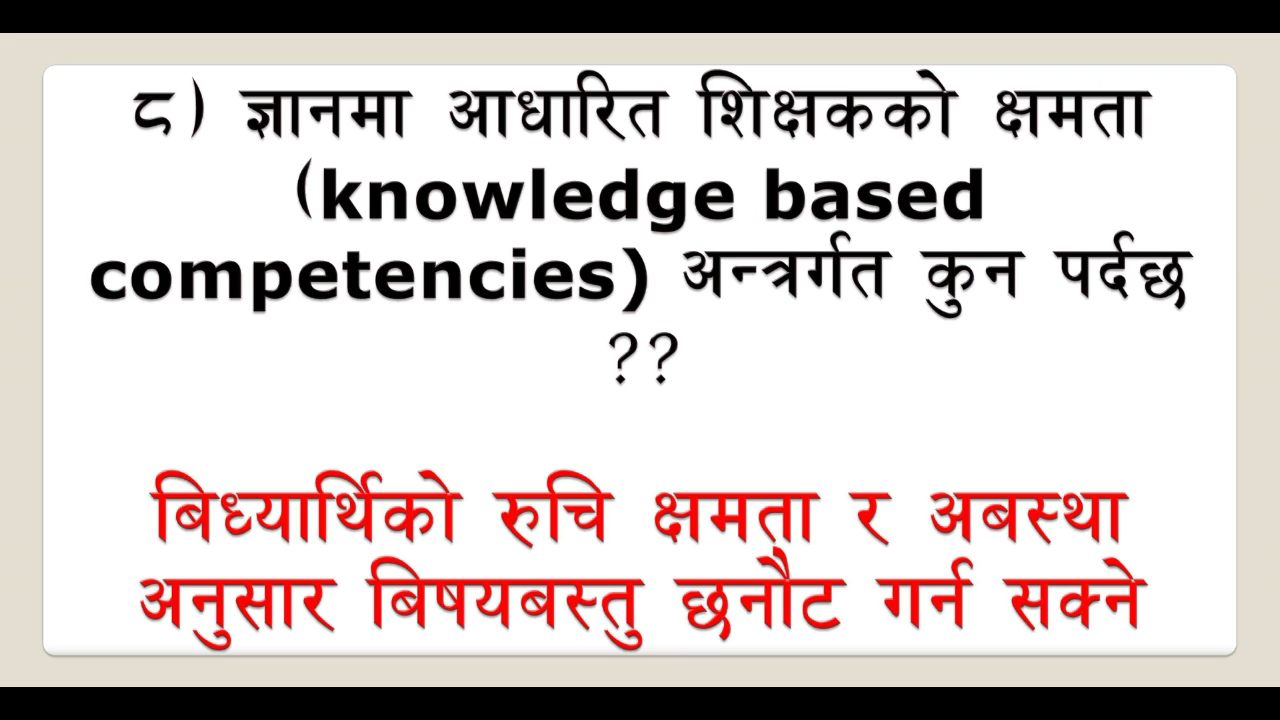 ८) ज्ञानमा आधारित शिक्षकको क्षमता
(knowledge based
competencies) अन्त्रर्गत कुन पर्दछ
??
बिध्यार्थिको रुचि क्षमता र अबस्था
अनुसार बिषयबस्तु छनौट गर्न सक्ने